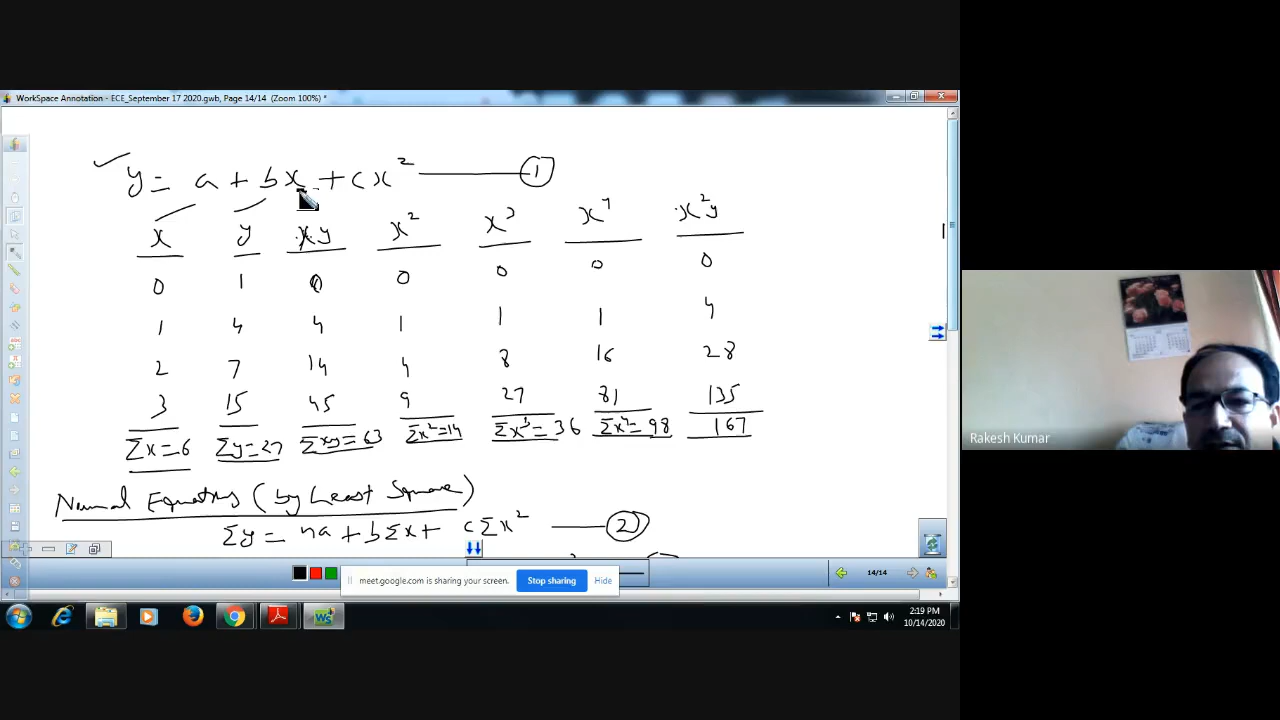 WorkSpace Annotation - ECE_September 17 2020.gwb, Page 14/14 (Zoom 100%) *
y = a + bx + cx² —— ①
x y xy x² x³ x⁴ x²y
0 1 0 0 0 0 0
1 4 4 1 1 1 4
2 7 14 4 8 16 28
3 15 45 9 27 81 135
Σx=6 Σy=27 Σxy=63 Σx²=14 Σx³=36 Σx⁴=98 167
Normal Equations (by Least Square)
Σy = na + bΣx + cΣx² —— ②
Rakesh Kumar
14/14
meet.google.com is sharing your screen. Stop sharing Hide
2:19 PM
10/14/2020